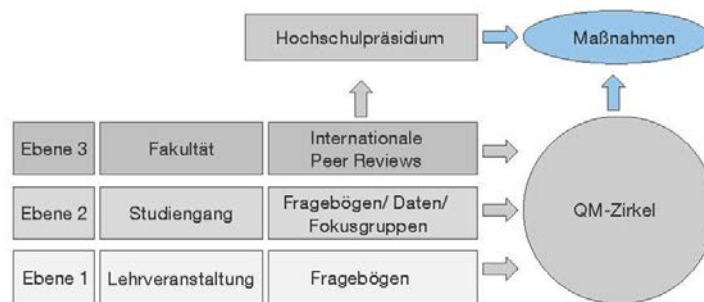 Hochschulpräsidium
Maßnahmen
Ebene 3
Fakultät
Internationale
Peer Reviews
Ebene 2
Studiengang
Fragebögen/ Daten/
Fokusgruppen
QM-Zirkel
Ebene 1
Lehrveranstaltung
Fragebögen